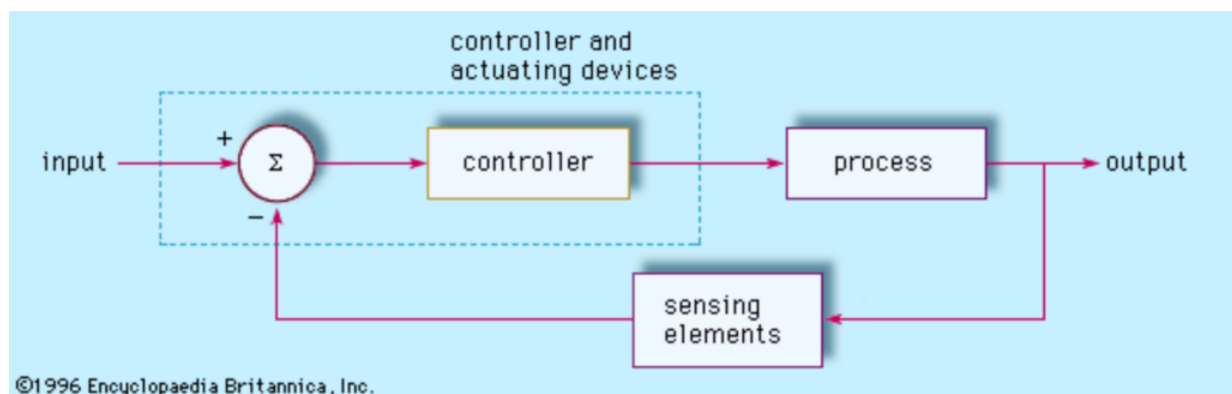 controller and
actuating devices
+
input
Σ
controller
process
output
−
sensing
elements
©1996 Encyclopaedia Britannica, Inc.